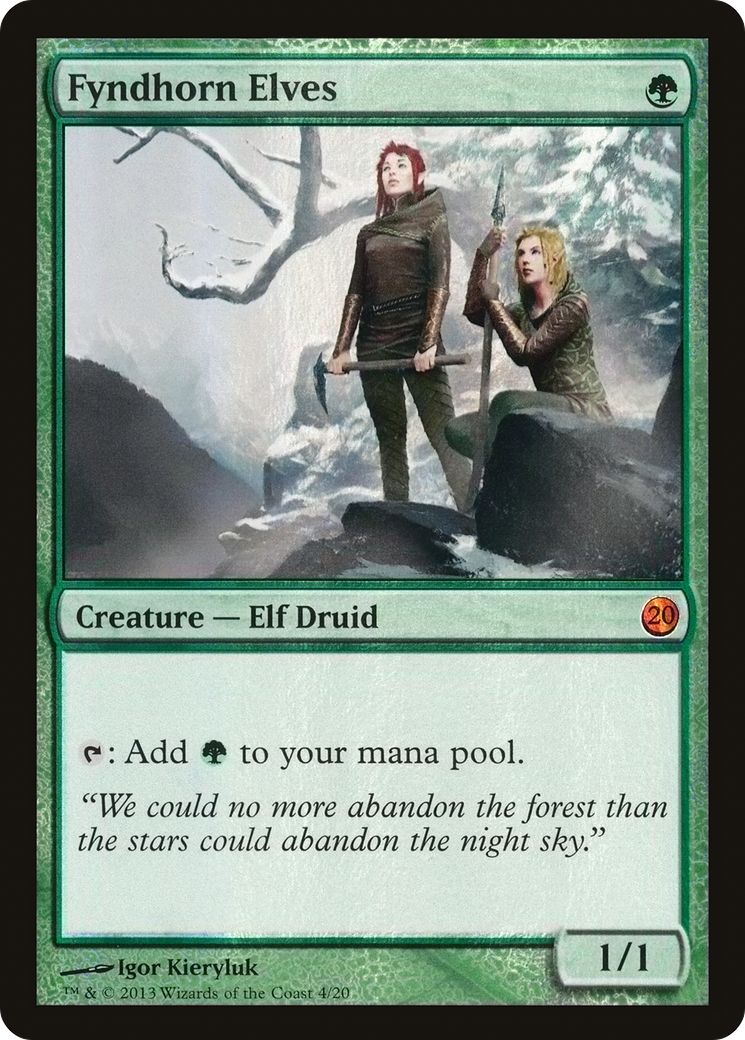 Fyndhorn Elves
Creature — Elf Druid
20
: Add to your mana pool.
“We could no more abandon the forest than
the stars could abandon the night sky.”
1/1
Igor Kieryluk
™ & © 2013 Wizards of the Coast 4/20